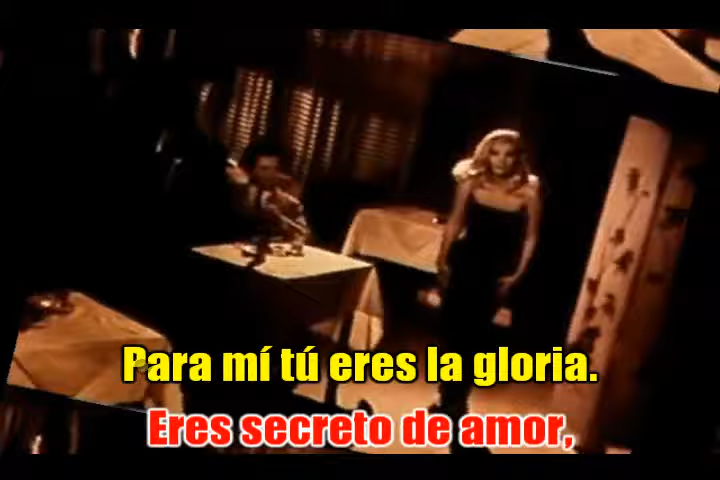 Para mí tú eres la gloria.
Eres secreto de amor,